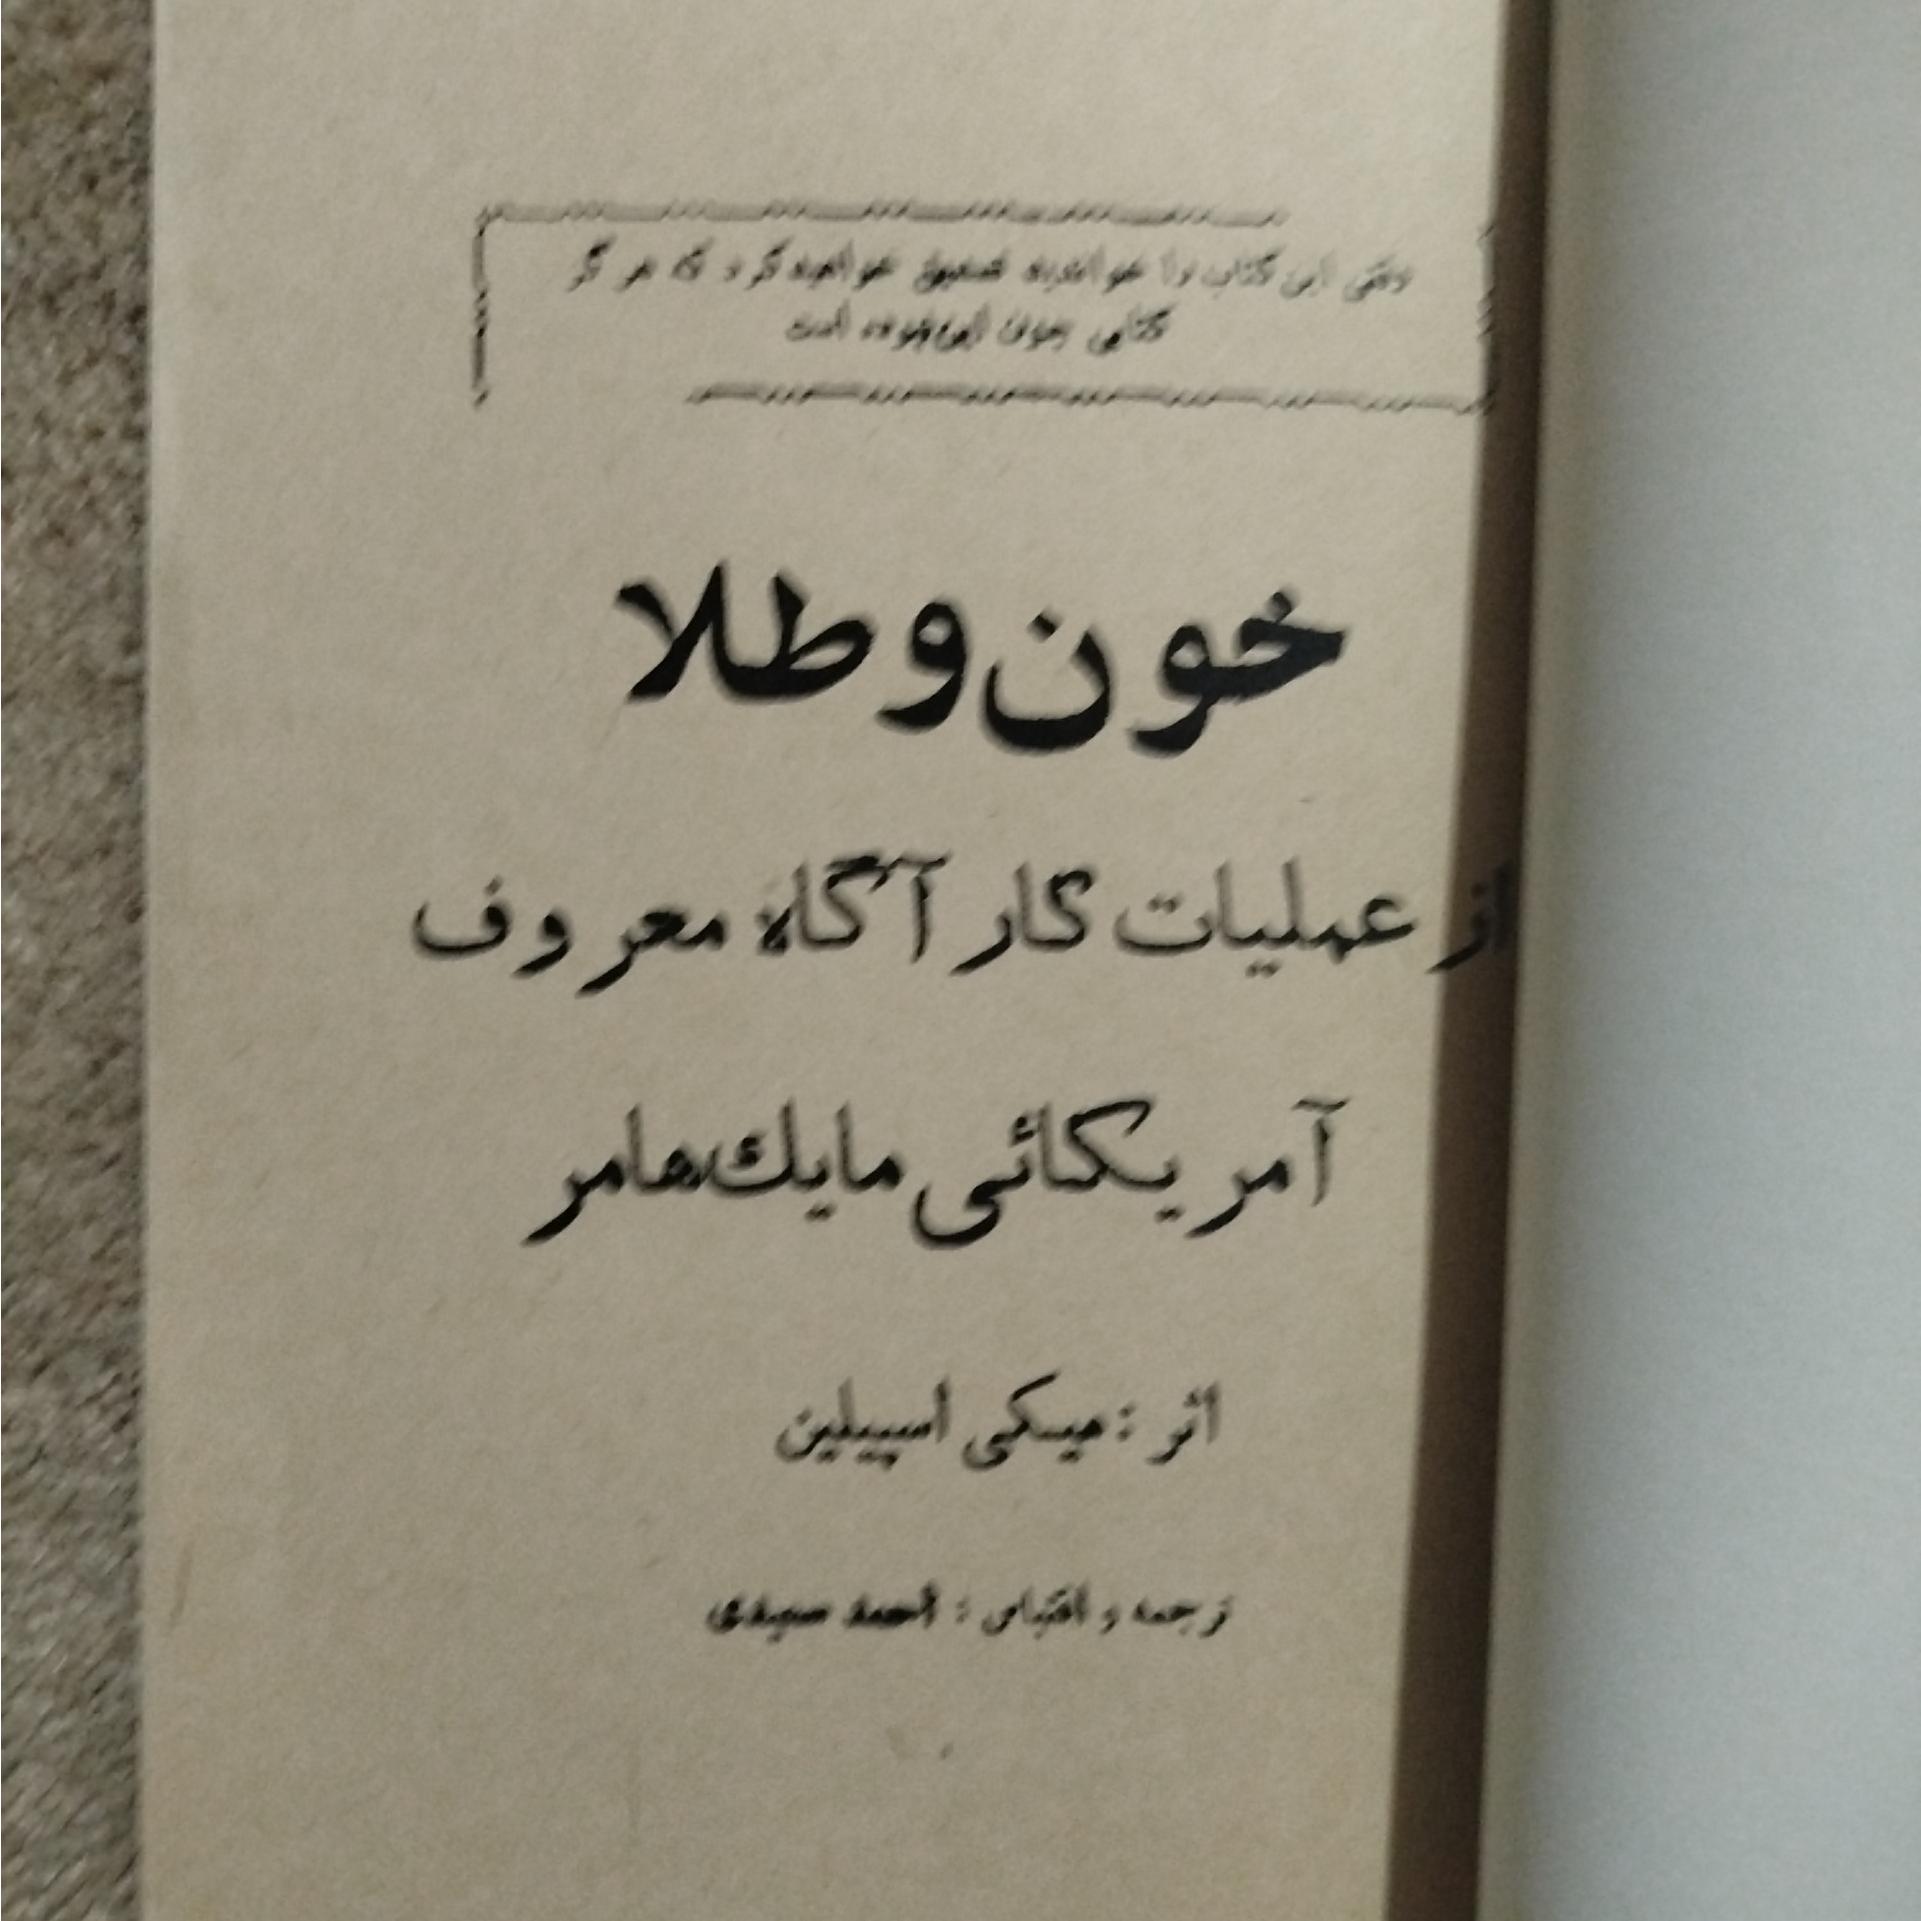 وقتی این کتاب را خواندید تصدیق خواهید کرد که هرگز
کتابی چون این نبوده است
خون و طلا
از عملیات کارآگاه معروف
آمریکائی مایك هامر
اثر : میکی اسپیلین
ترجمه و اقتباس : احمد سعیدی